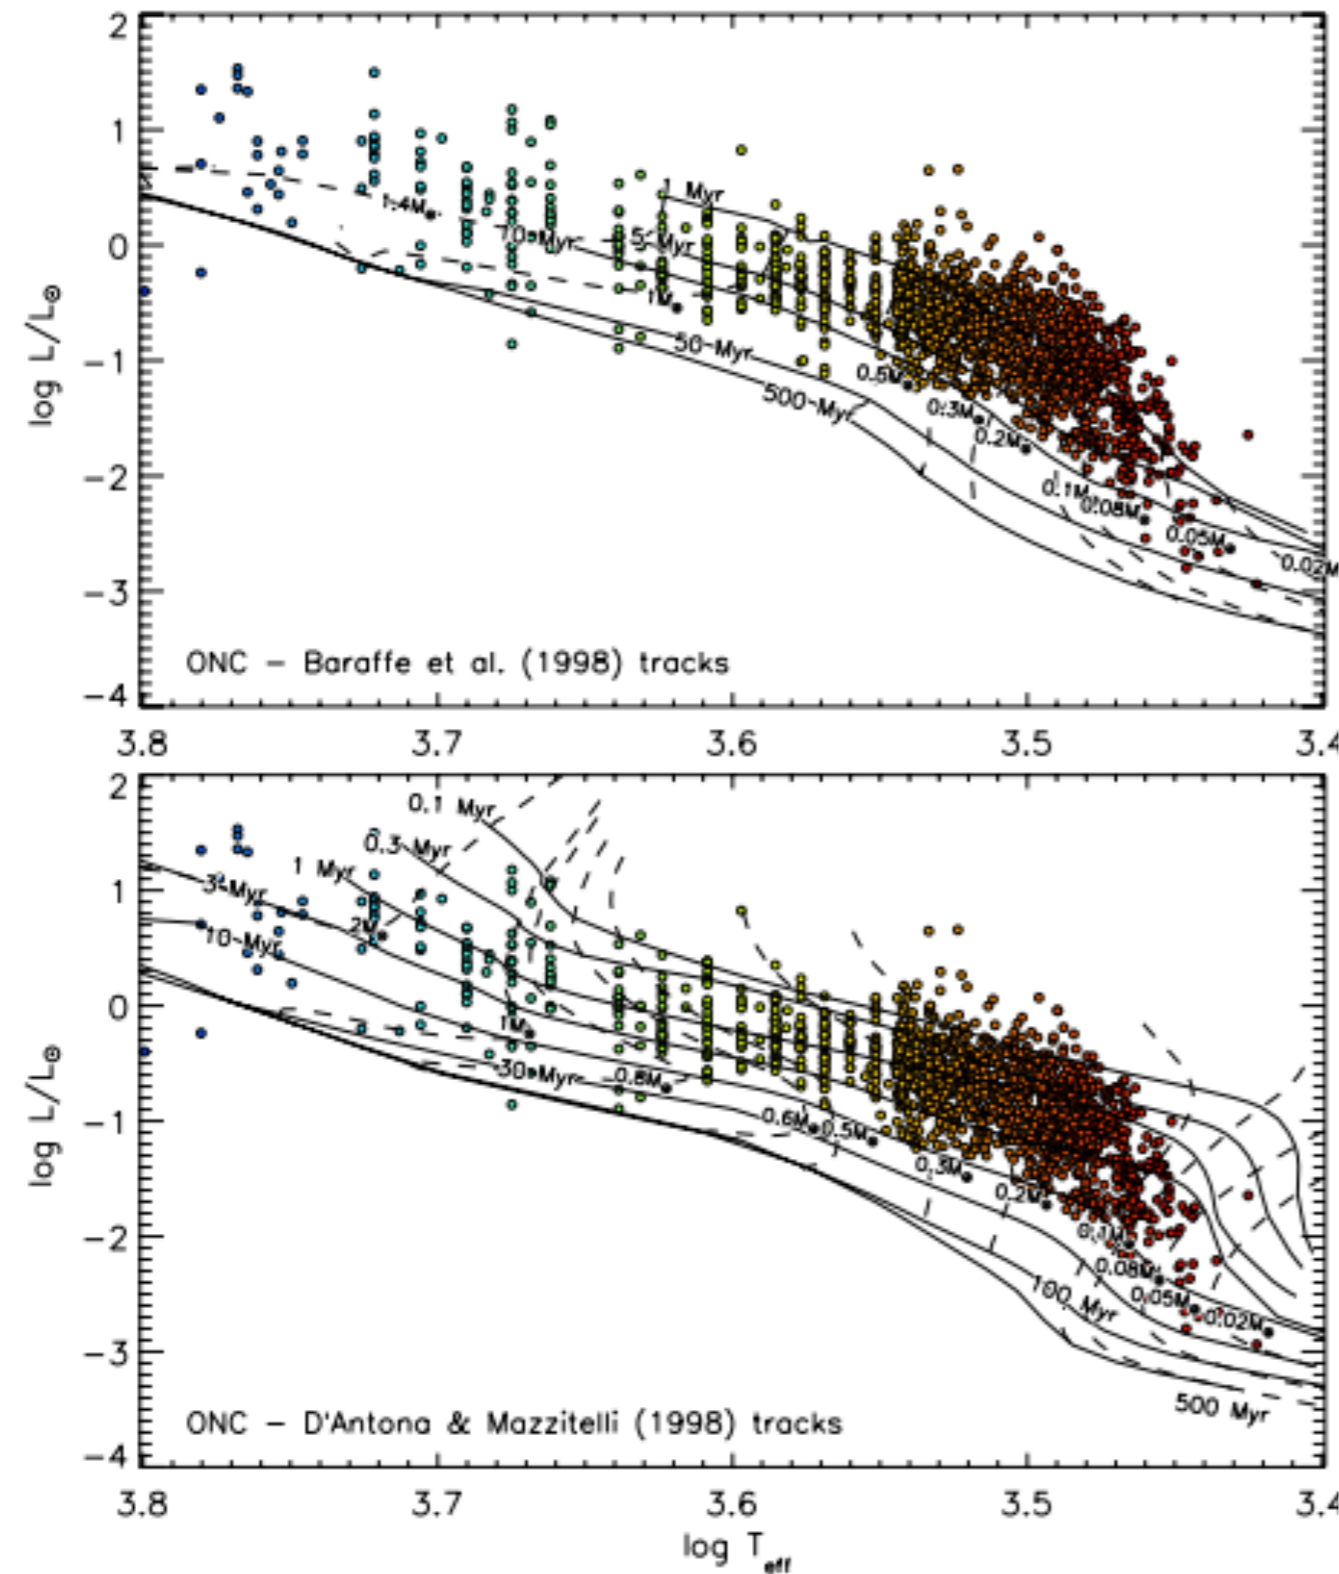 2
1
0
−1
−2
−3
−4
log L/L⊙
1 Myr
1.4M⊙
10 Myr
5 Myr
1M⊙
50 Myr
500 Myr
0.5M⊙
0.3M⊙
0.2M⊙
0.1M⊙
0.08M⊙
0.05M⊙
0.02M
ONC − Baraffe et al. (1998) tracks
3.8 3.7 3.6 3.5 3.4
2
1
0
−1
−2
−3
−4
log L/L⊙
0.1 Myr
0.3 Myr
1 Myr
3 Myr
2M⊙
10 Myr
1M⊙
30 Myr
0.8M⊙
0.6M⊙
0.5M⊙
0.3M⊙
0.2M⊙
0.1M⊙
0.08M⊙
0.05M⊙
0.02M⊙
100 Myr
500 Myr
ONC − D'Antona & Mazzitelli (1998) tracks
3.8 3.7 3.6 3.5 3.4
log Teff